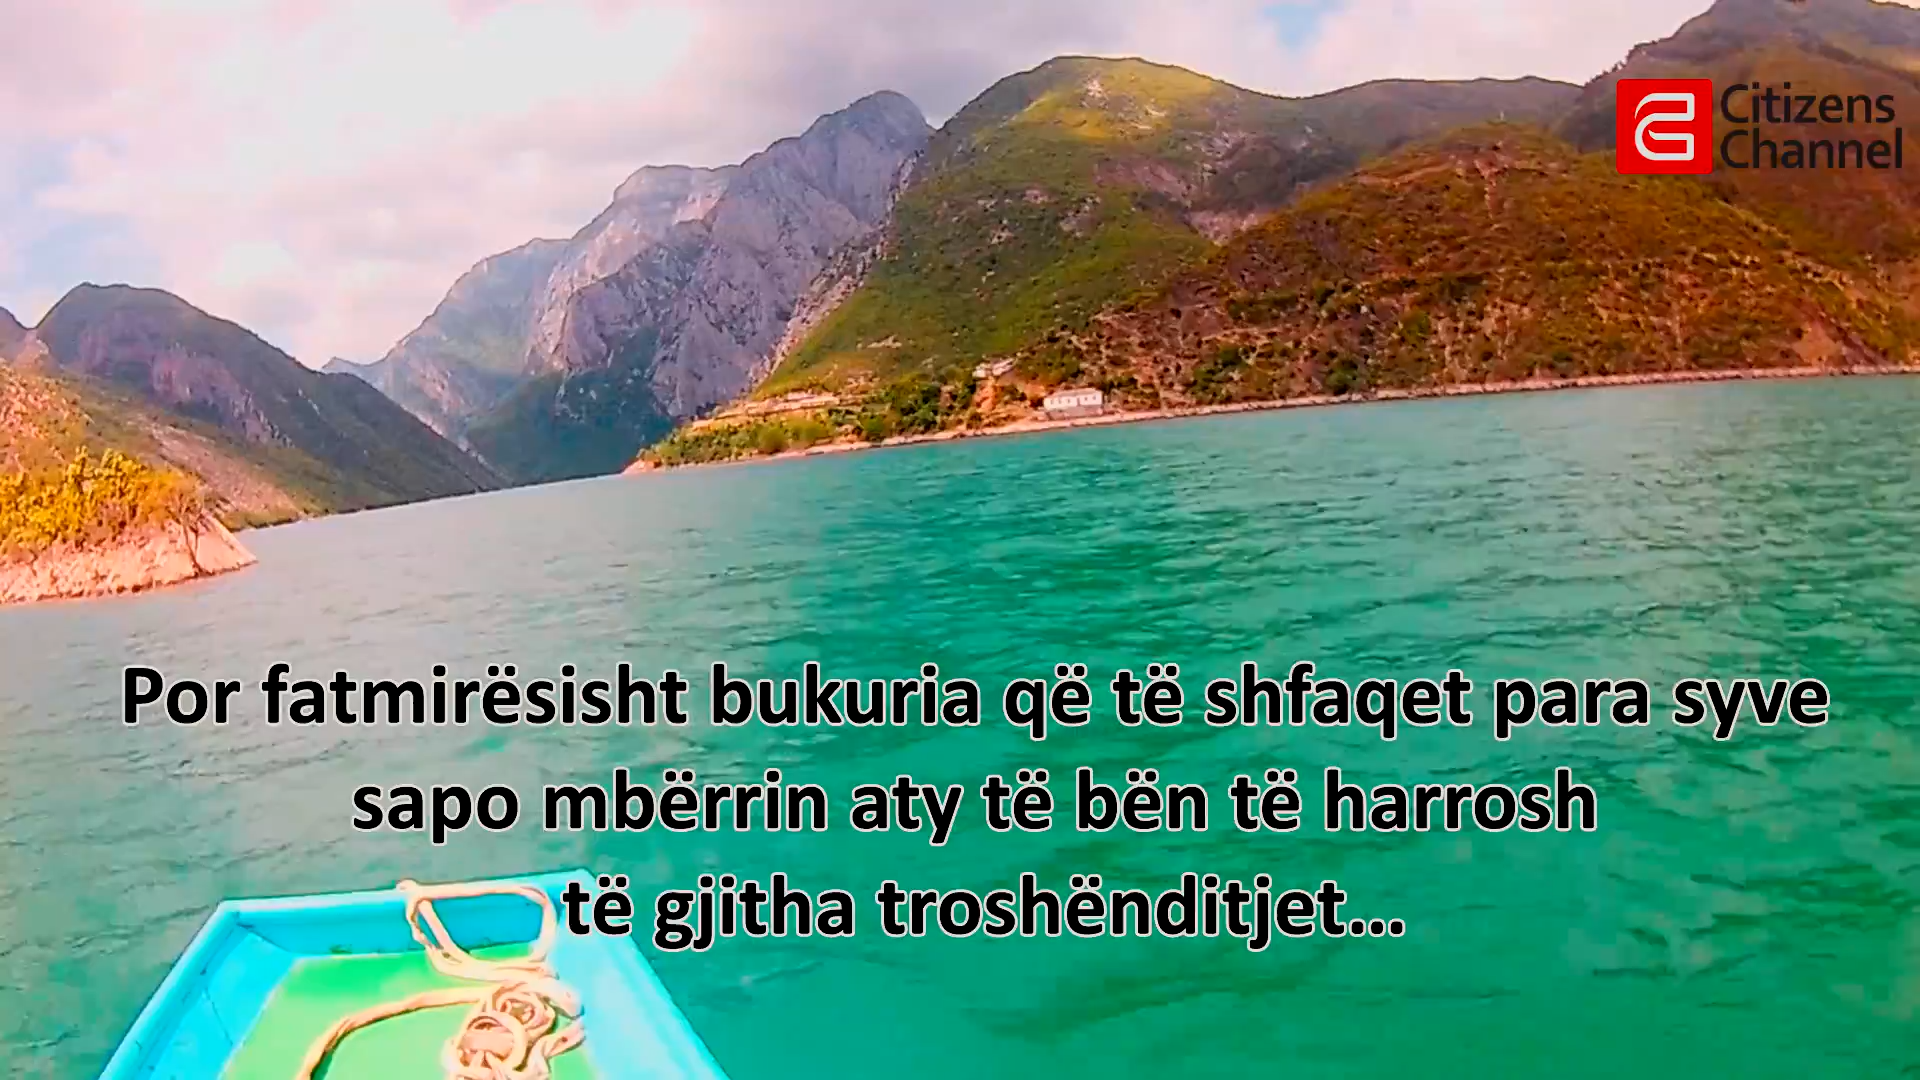 Citizens
Channel
Por fatmirësisht bukuria që të shfaqet para syve
sapo mbërrin aty të bën të harrosh
të gjitha troshënditjet...